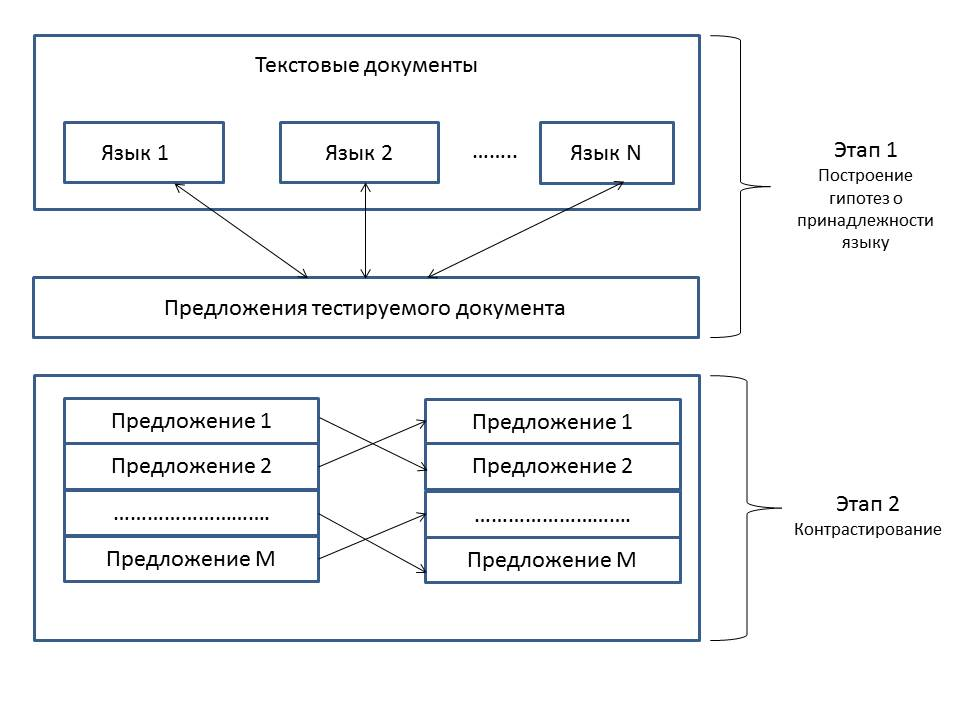 Текстовые документы
Язык 1
Язык 2
........
Язык N
Предложения тестируемого документа
Этап 1
Построение
гипотез о
принадлежности
языку
Предложение 1
Предложение 2
............................
Предложение M
Предложение 1
Предложение 2
............................
Предложение M
Этап 2
Контрастирование